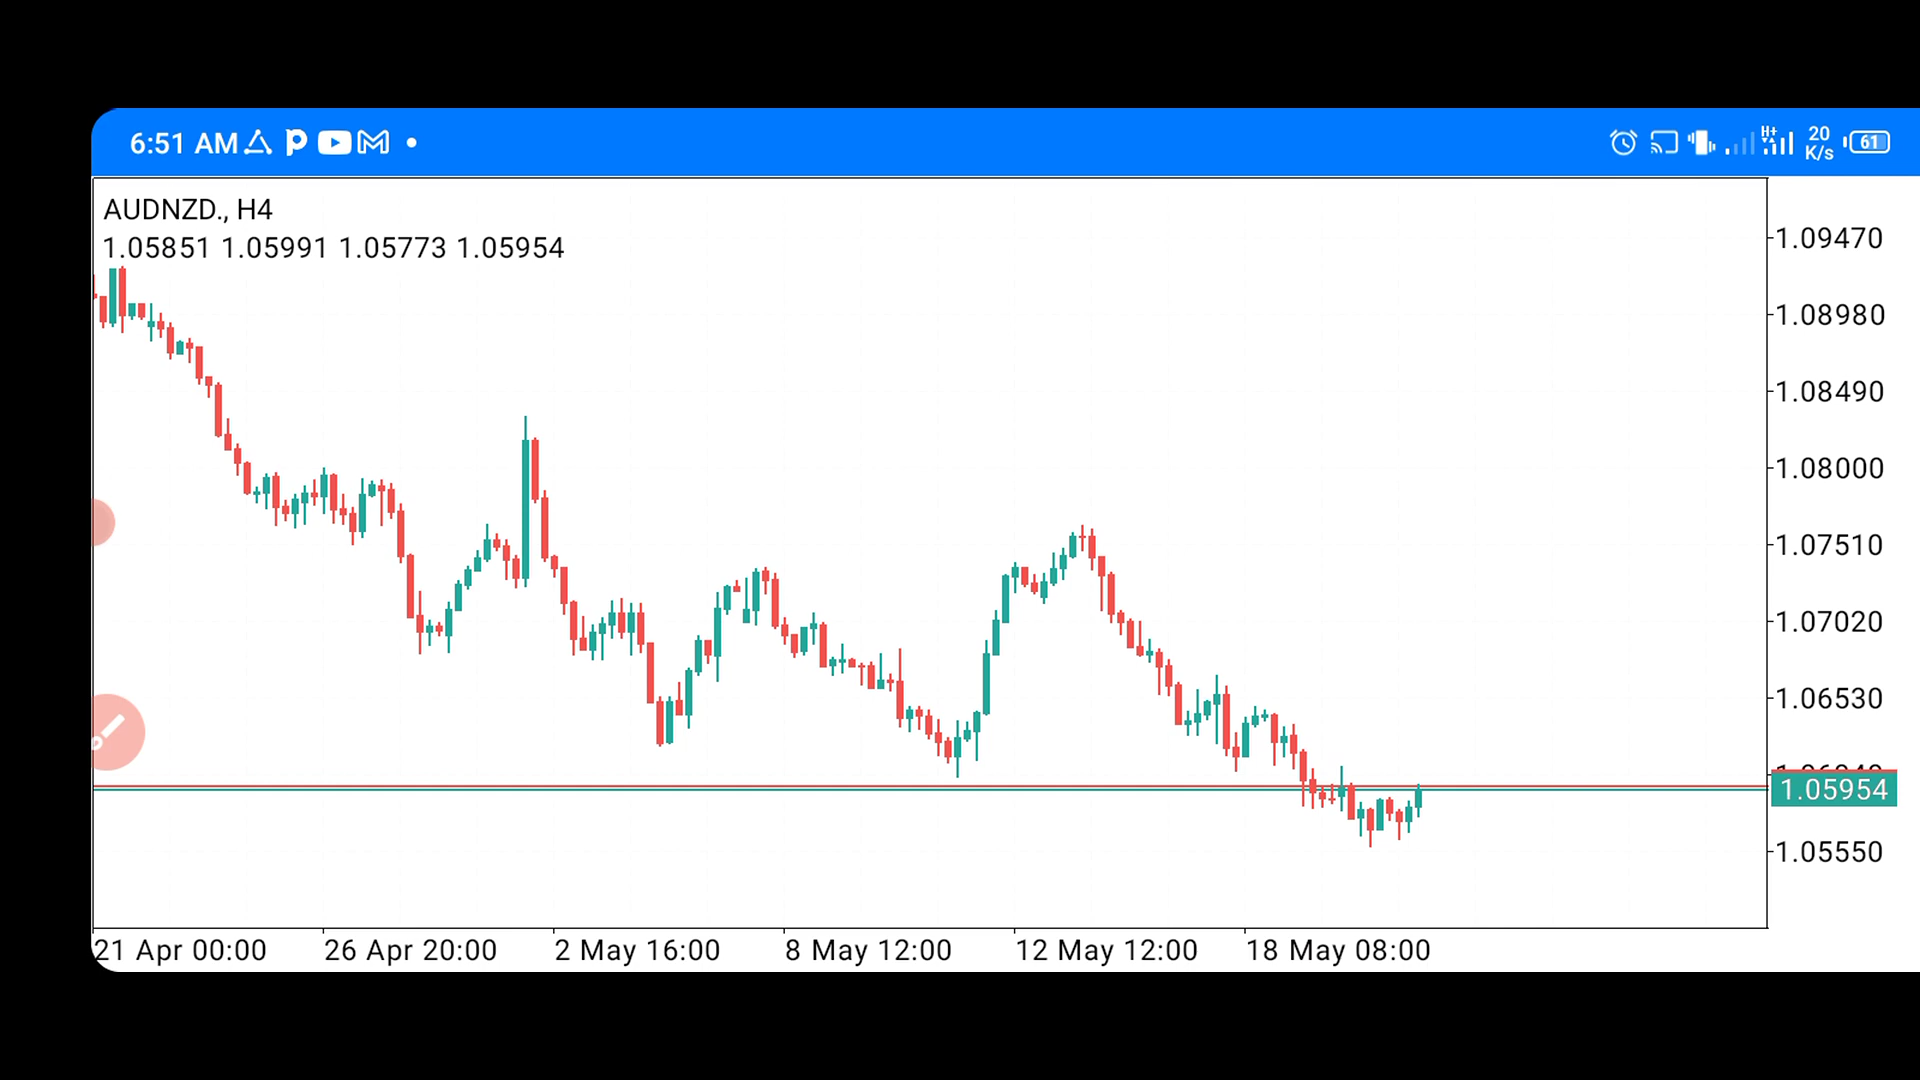 6:51 AM
H+
20
K/s
61
AUDNZD., H4
1.05851 1.05991 1.05773 1.05954
1.09470
1.08980
1.08490
1.08000
1.07510
1.07020
1.06530
1.05954
1.05550
21 Apr 00:00 26 Apr 20:00 2 May 16:00 8 May 12:00 12 May 12:00 18 May 08:00